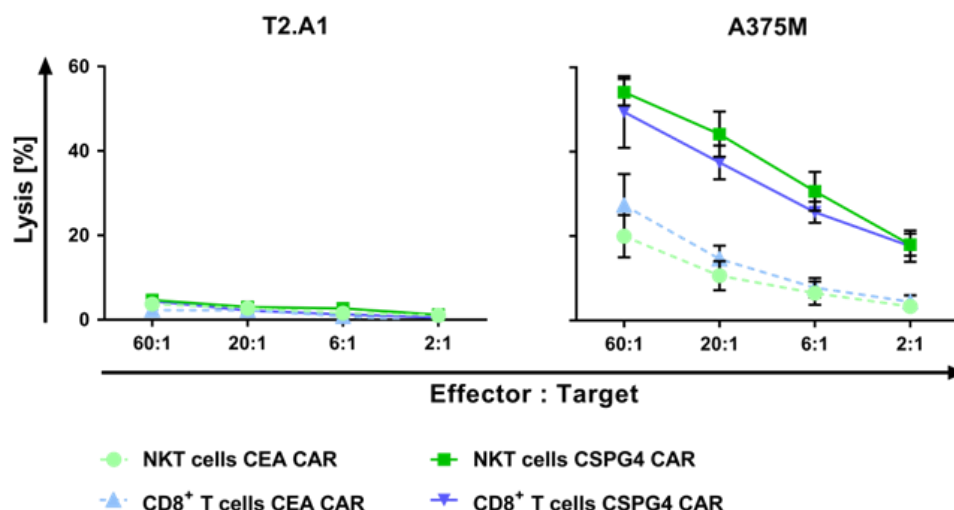 T2.A1 A375M
60
40
20
0
Lysis [%]
60:1 20:1 6:1 2:1 60:1 20:1 6:1 2:1
Effector : Target
NKT cells CEA CAR NKT cells CSPG4 CAR
CD8⁺ T cells CEA CAR CD8⁺ T cells CSPG4 CAR